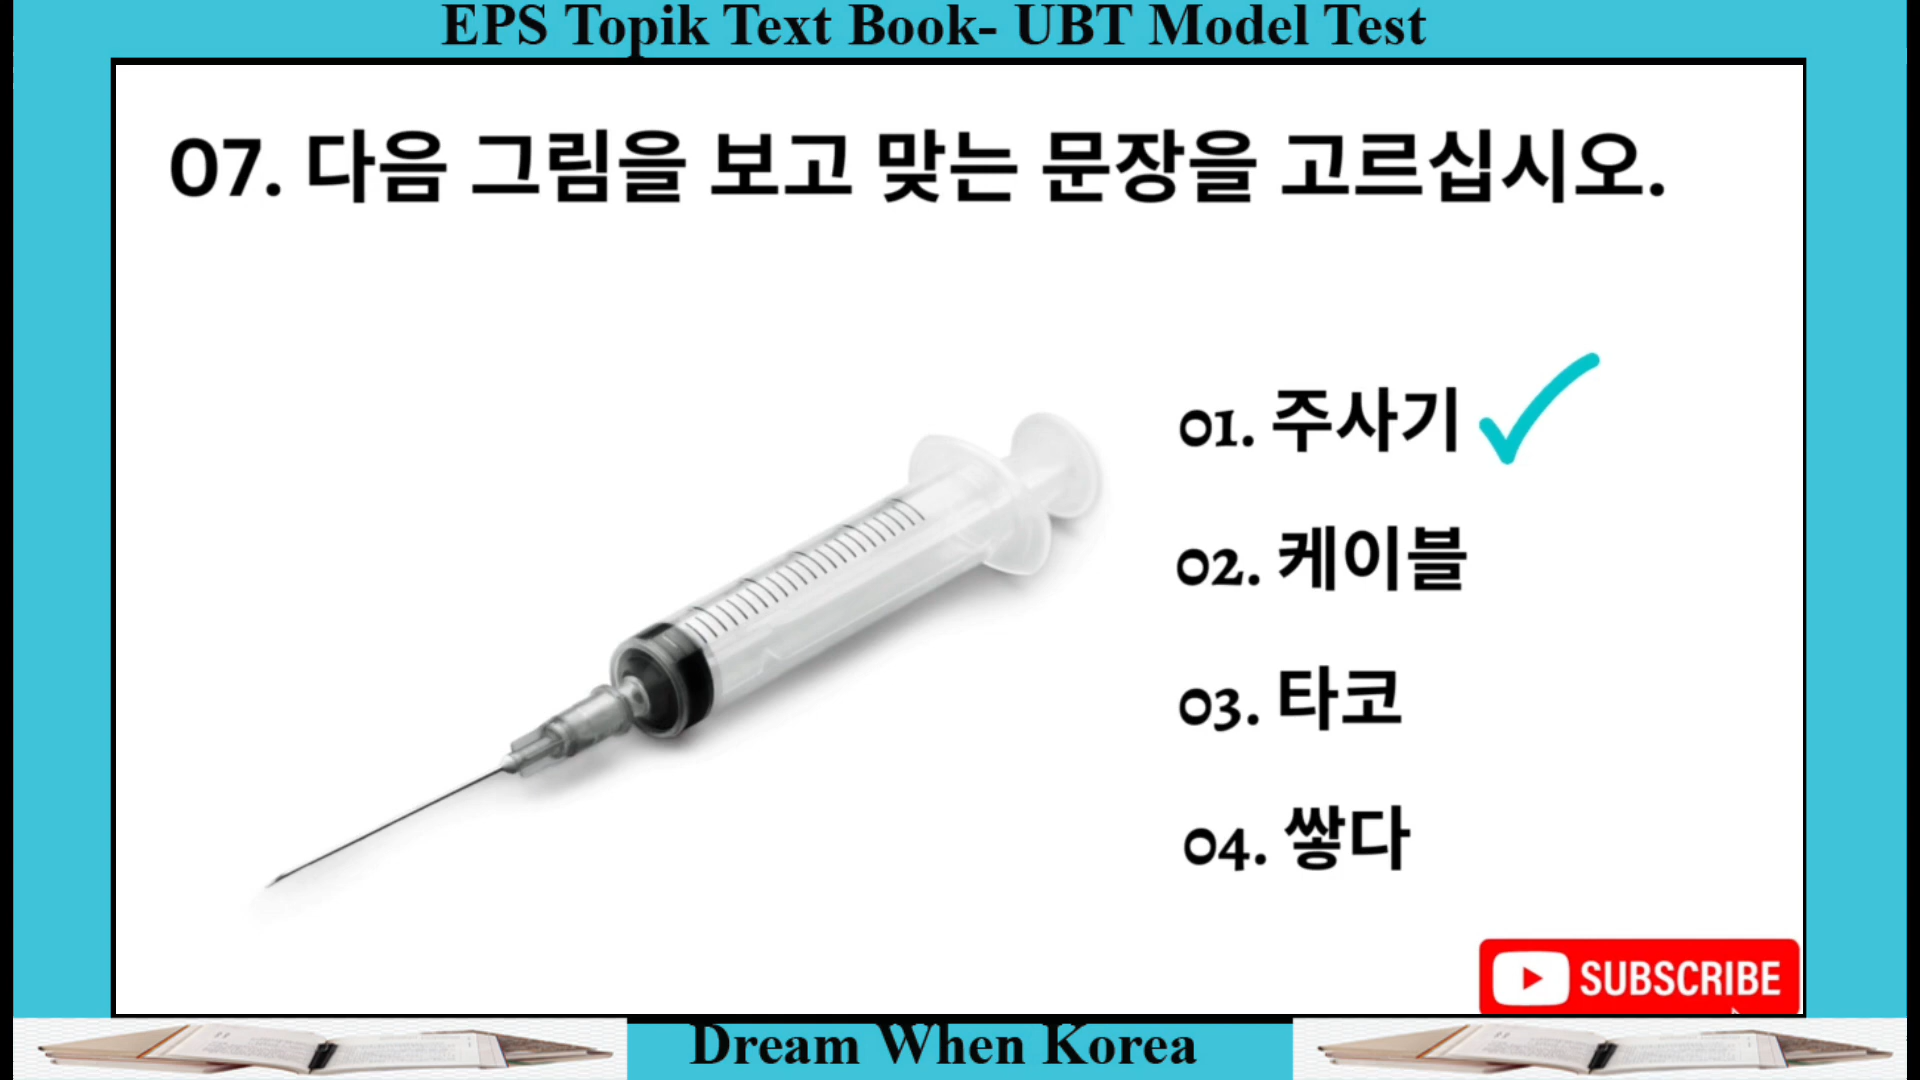 EPS Topik Text Book- UBT Model Test
07. 다음 그림을 보고 맞는 문장을 고르십시오.
01. 주사기
02. 케이블
03. 타코
04. 쌓다
SUBSCRIBE
Dream When Korea